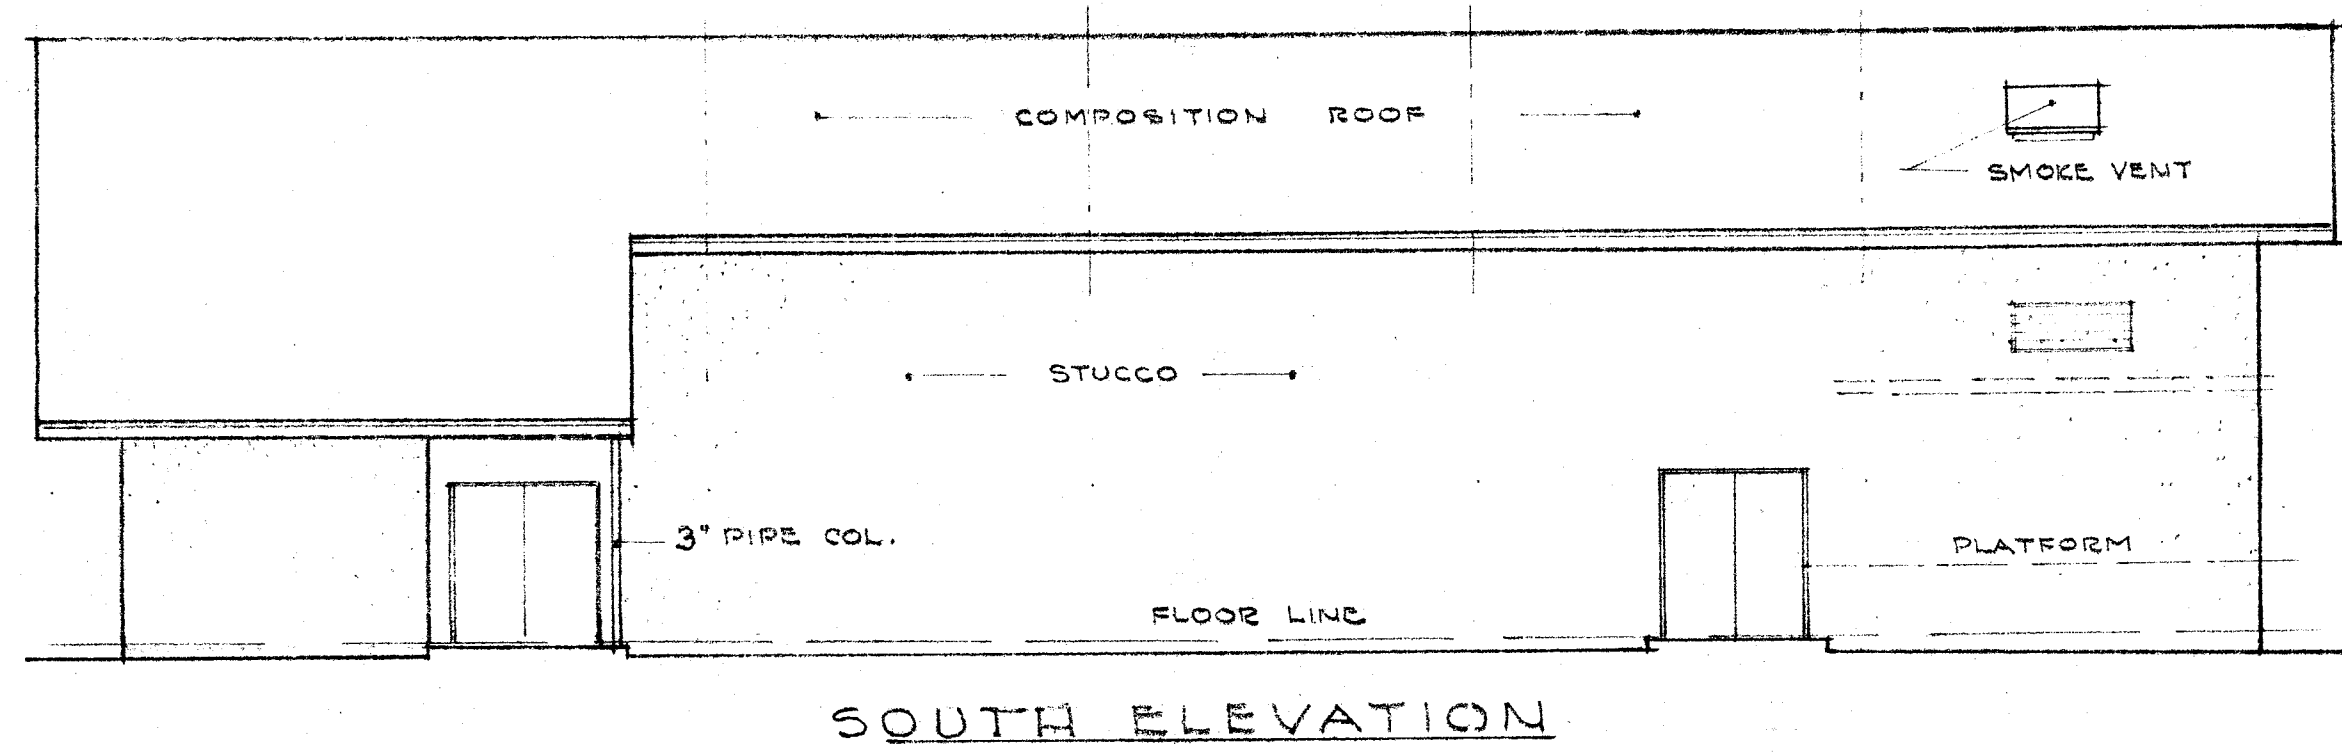 COMPOSITION ROOF
SMOKE VENT
STUCCO
3" PIPE COL.
PLATFORM
FLOOR LINE
SOUTH ELEVATION